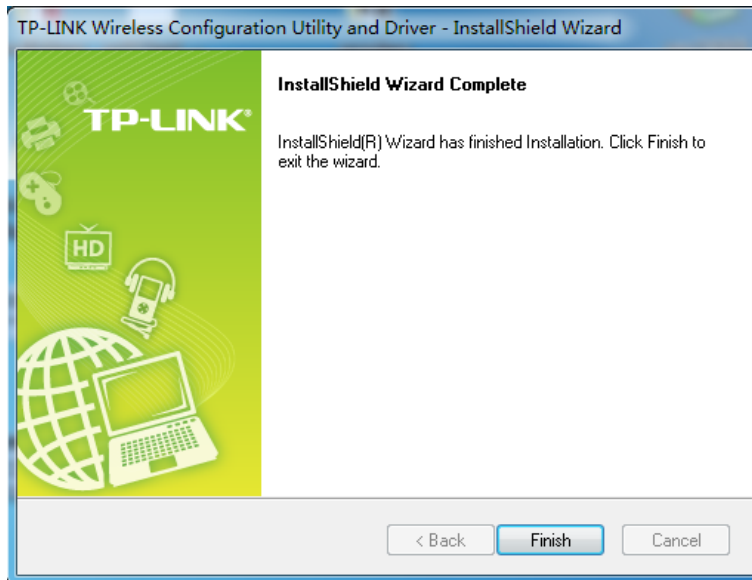 TP-LINK Wireless Configuration Utility and Driver - InstallShield Wizard
TP-LINK®
HD
InstallShield Wizard Complete
InstallShield(R) Wizard has finished Installation. Click Finish to
exit the wizard.
< Back
Finish
Cancel